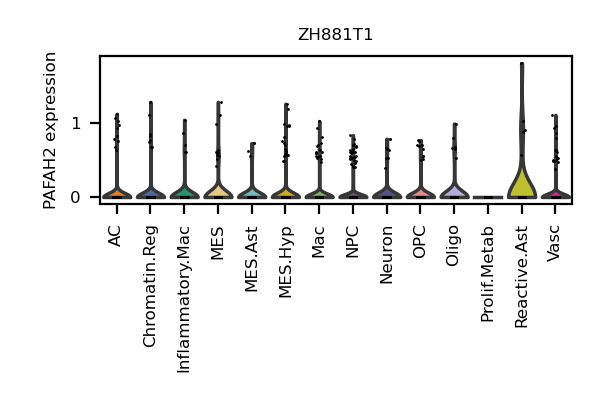 ZH881T1
PAFAH2 expression
1
0
AC
Chromatin.Reg
Inflammatory.Mac
MES
MES.Ast
MES.Hyp
Mac
NPC
Neuron
OPC
Oligo
Prolif.Metab
Reactive.Ast
Vasc